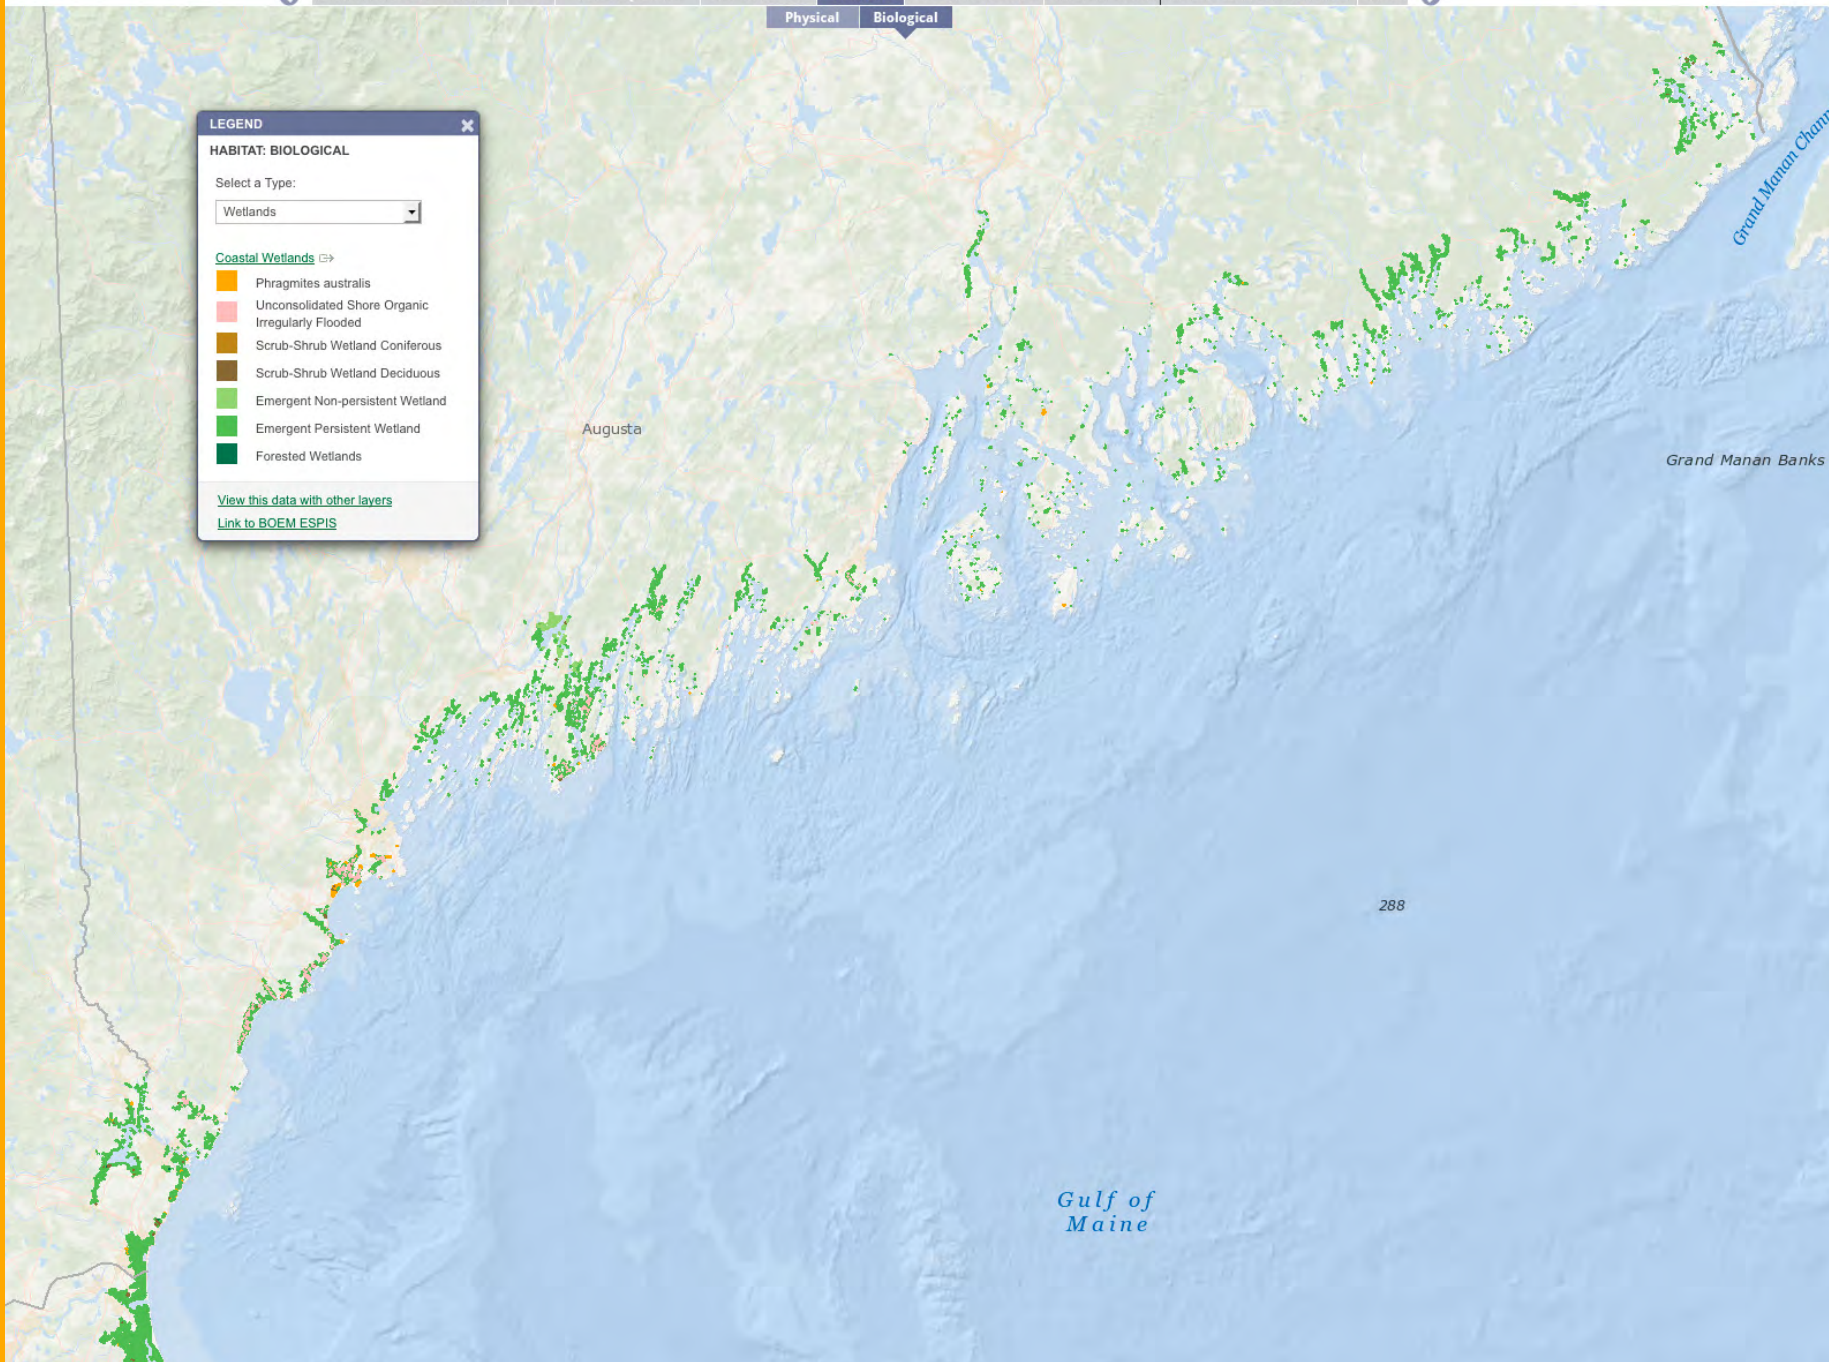 Physical
Biological
LEGEND
HABITAT: BIOLOGICAL
Select a Type:
Wetlands
Coastal Wetlands
Phragmites australis
Unconsolidated Shore Organic
Irregularly Flooded
Scrub-Shrub Wetland Coniferous
Scrub-Shrub Wetland Deciduous
Emergent Non-persistent Wetland
Emergent Persistent Wetland
Forested Wetlands
View this data with other layers
Link to BOEM ESPIS
Augusta
Grand Manan
Grand Manan Banks
288
Gulf of
Maine